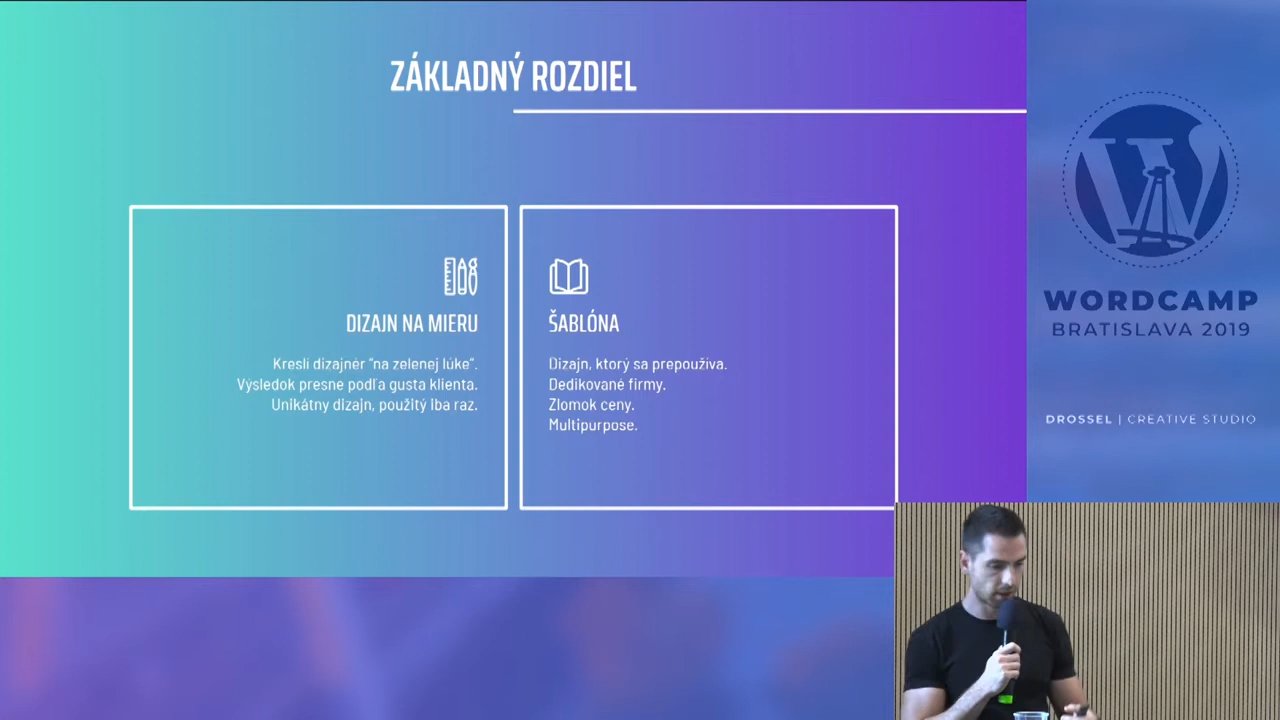 ZÁKLADNÝ ROZDIEL
DIZAJN NA MIERU
Kreslí dizajnér “na zelenej lúke”.
Výsledok presne podľa gusta klienta.
Unikátny dizajn, použitý iba raz.
ŠABLÓNA
Dizajn, ktorý sa prepoužíva.
Dedikované firmy.
Zlomok ceny.
Multipurpose.
WORDCAMP
BRATISLAVA 2019
DROSSEL | CREATIVE STUDIO